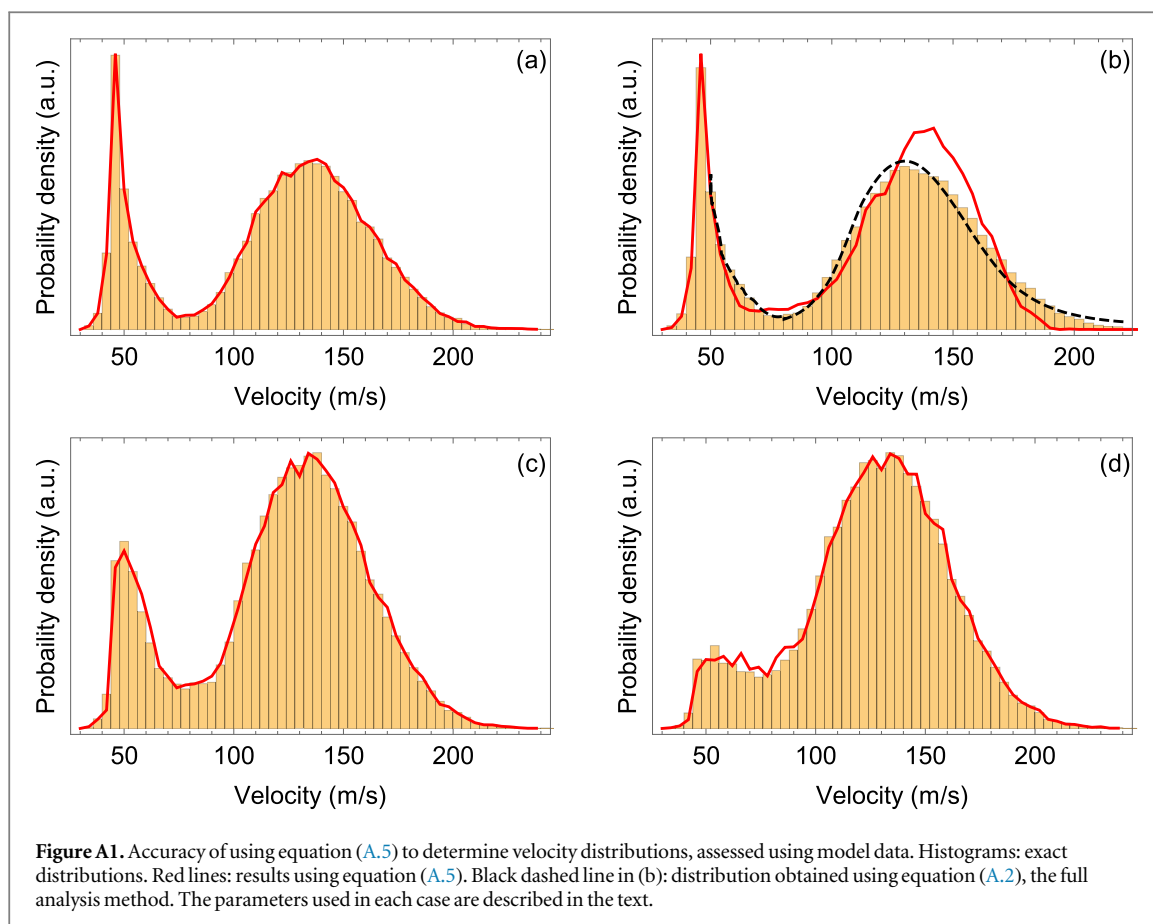 (a)
Probaility density (a.u.)
50 100 150 200
Velocity (m/s)
(b)
Probaility density (a.u.)
50 100 150 200
Velocity (m/s)
(c)
Probaility density (a.u.)
50 100 150 200
Velocity (m/s)
(d)
Probaility density (a.u.)
50 100 150 200
Velocity (m/s)
Figure A1. Accuracy of using equation (A.5) to determine velocity distributions, assessed using model data. Histograms: exact
distributions. Red lines: results using equation (A.5). Black dashed line in (b): distribution obtained using equation (A.2), the full
analysis method. The parameters used in each case are described in the text.